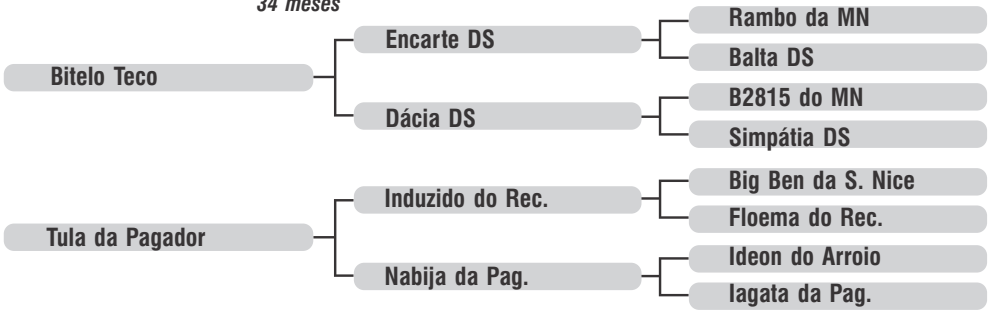 34 meses
Rambo da MN
Encarte DS
Balta DS
Bitelo Teco
B2815 do MN
Dácia DS
Simpátia DS
Big Ben da S. Nice
Induzido do Rec.
Floema do Rec.
Tula da Pagador
Ideon do Arroio
Nabija da Pag.
Iagata da Pag.